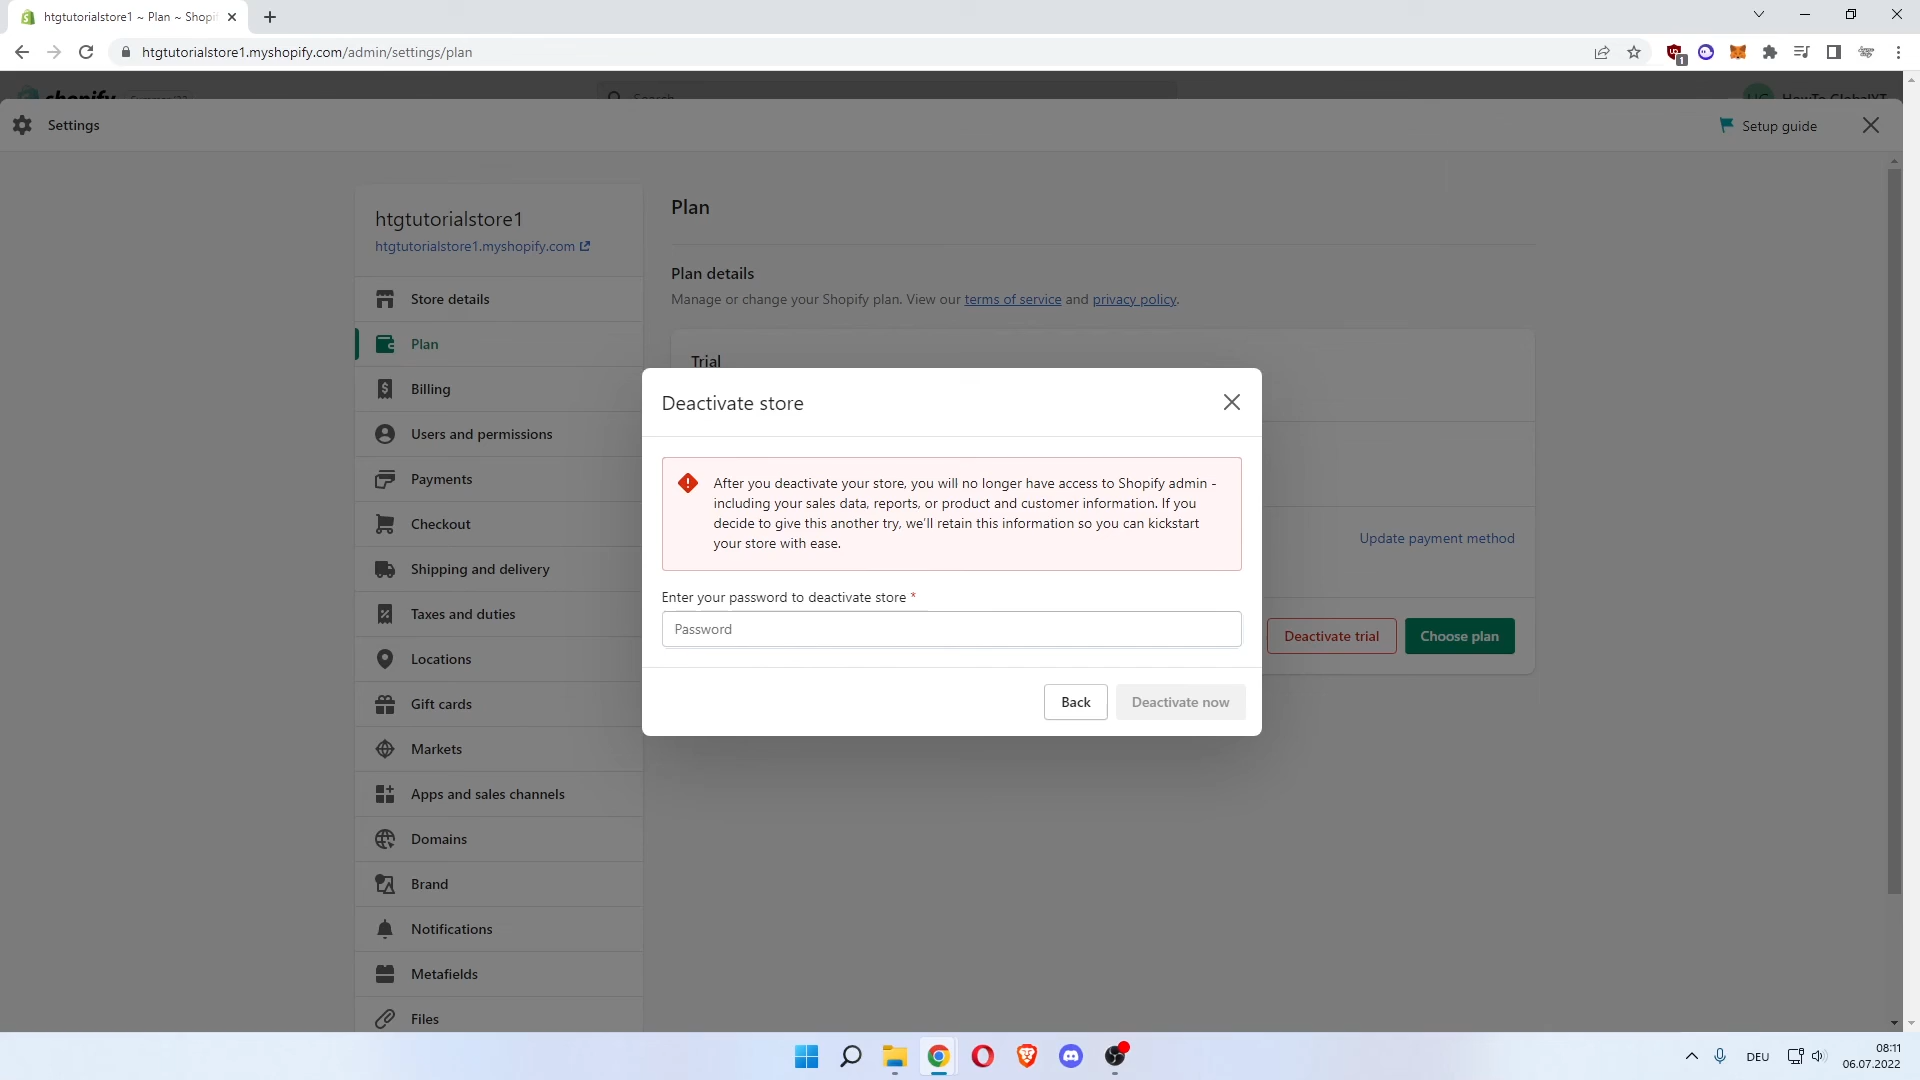 htgtutorialstore1 ~ Plan ~ Shopif
htgtutorialstore1.myshopify.com/admin/settings/plan
1
shopify
Search
HowTo GlobalYT
Settings
Setup guide
htgtutorialstore1
htgtutorialstore1.myshopify.com
Store details
Plan
Billing
Users and permissions
Payments
Checkout
Shipping and delivery
Taxes and duties
Locations
Gift cards
Markets
Apps and sales channels
Domains
Brand
Notifications
Metafields
Files
Plan
Plan details
Manage or change your Shopify plan. View our terms of service and privacy policy.
Trial
Update payment method
Deactivate trial
Choose plan
Deactivate store
After you deactivate your store, you will no longer have access to Shopify admin -
including your sales data, reports, or product and customer information. If you
decide to give this another try, we'll retain this information so you can kickstart
your store with ease.
Enter your password to deactivate store *
Password
Back
Deactivate now
DEU
08:11
06.07.2022